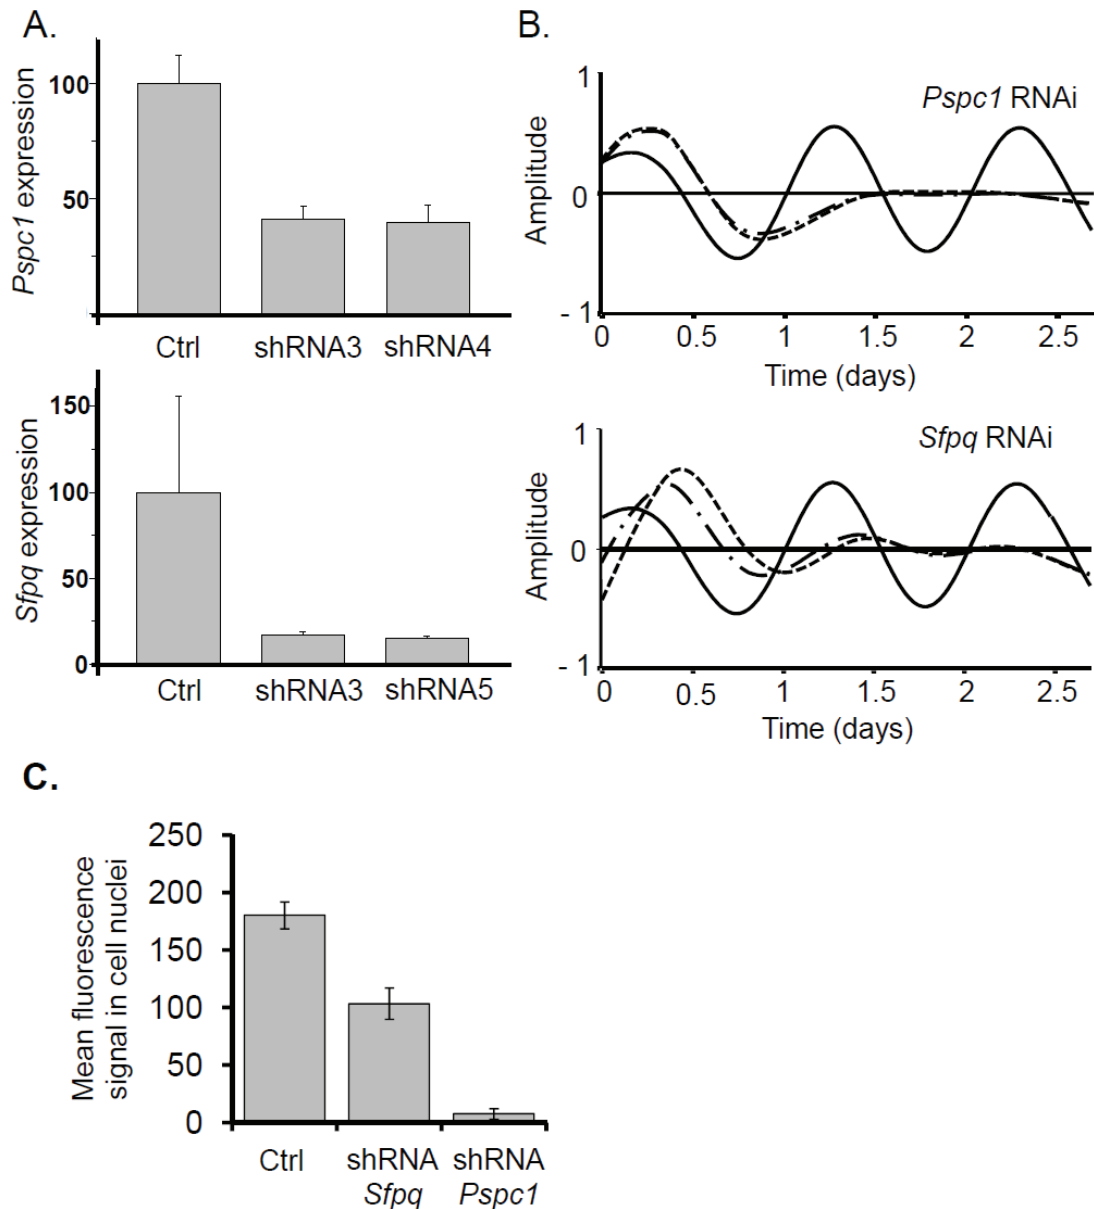 A.
Pspc1 expression
100
50
Ctrl shRNA3 shRNA4
Sfpq expression
150
100
50
0
Ctrl shRNA3 shRNA5
B.
Pspc1 RNAi
Amplitude
1
0
- 1
0 0.5 1 1.5 2 2.5
Time (days)
Sfpq RNAi
Amplitude
1
0
- 1
0 0.5 1 1.5 2 2.5
Time (days)
C.
Mean fluorescence
signal in cell nuclei
250
200
150
100
50
0
Ctrl shRNA shRNA
Sfpq Pspc1